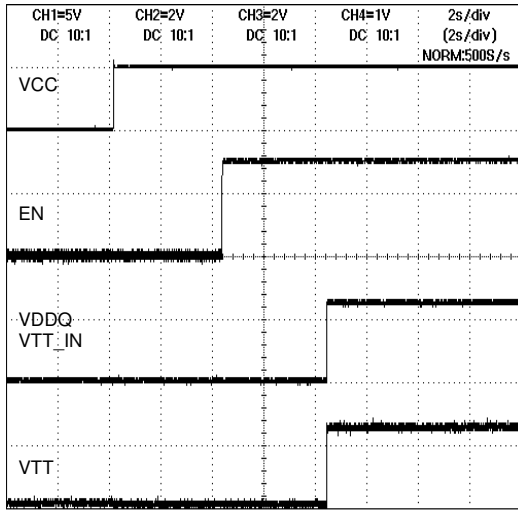 CH1=5V CH2=2V CH3=2V CH4=1V 2s/div
DC 10:1 DC 10:1 DC 10:1 DC 10:1 (2s/div)
NORM:500S/s
VCC
EN
VDDQ
VTT_IN
VTT